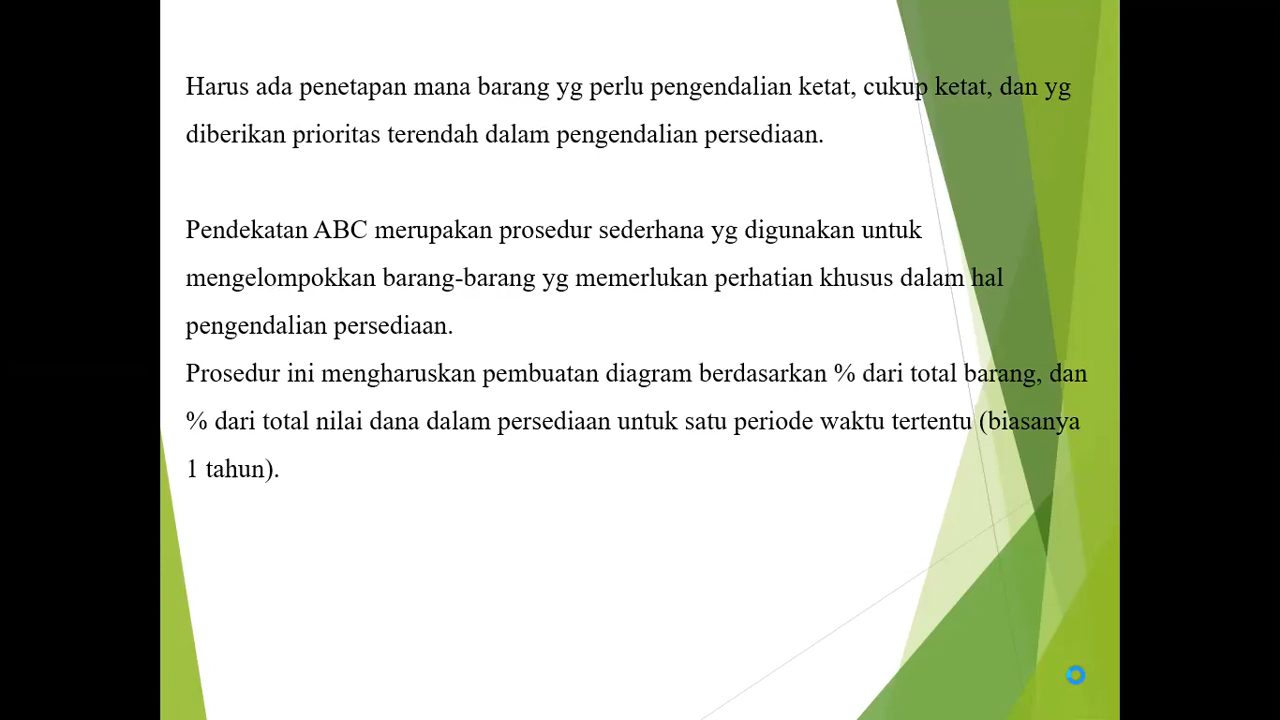 Harus ada penetapan mana barang yg perlu pengendalian ketat, cukup ketat, dan yg
diberikan prioritas terendah dalam pengendalian persediaan.
Pendekatan ABC merupakan prosedur sederhana yg digunakan untuk
mengelompokkan barang-barang yg memerlukan perhatian khusus dalam hal
pengendalian persediaan.
Prosedur ini mengharuskan pembuatan diagram berdasarkan % dari total barang, dan
% dari total nilai dana dalam persediaan untuk satu periode waktu tertentu (biasanya
1 tahun).